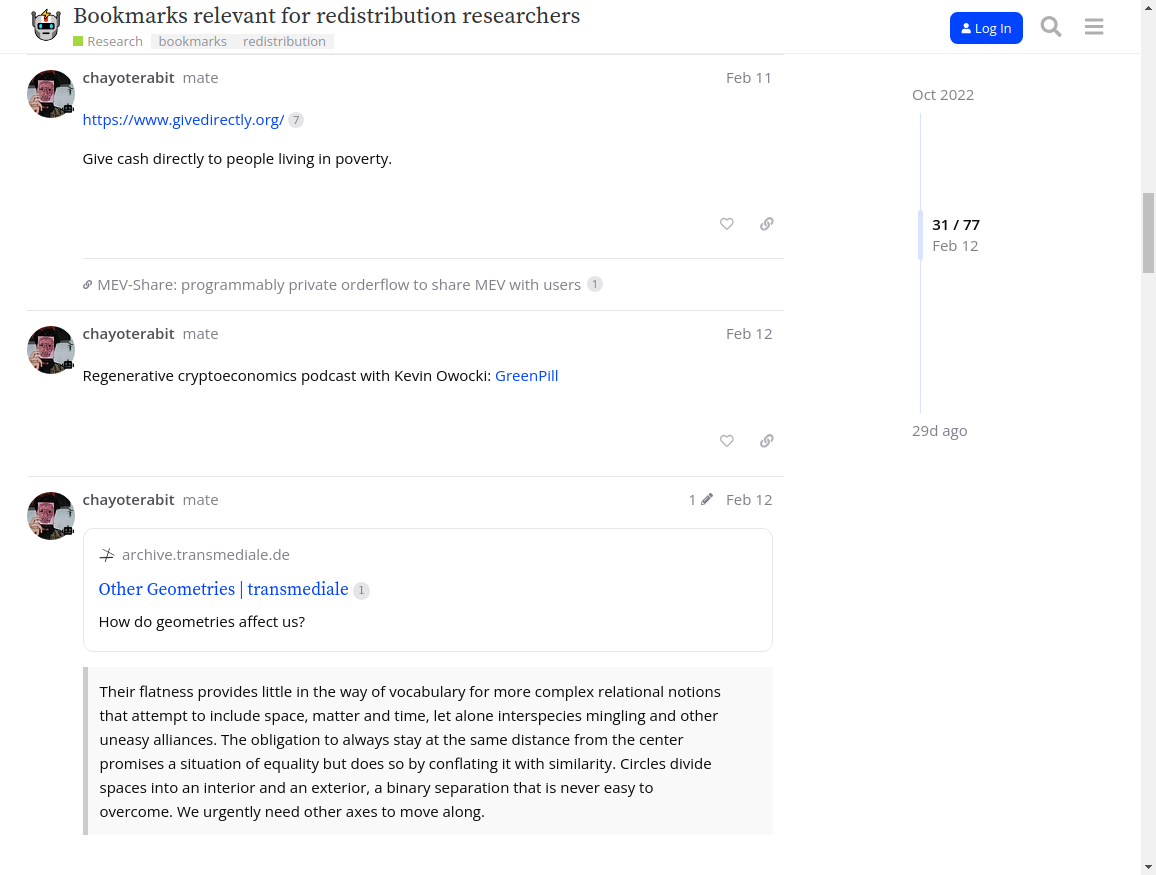 Bookmarks relevant for redistribution researchers
Research bookmarks redistribution
Log In
chayoterabit mate Feb 11
https://www.givedirectly.org/ 7
Give cash directly to people living in poverty.
MEV-Share: programmably private orderflow to share MEV with users 1
chayoterabit mate Feb 12
Regenerative cryptoeconomics podcast with Kevin Owocki: GreenPill
chayoterabit mate 1 Feb 12
archive.transmediale.de
Other Geometries | transmediale 1
How do geometries affect us?
Their flatness provides little in the way of vocabulary for more complex relational notions
that attempt to include space, matter and time, let alone interspecies mingling and other
uneasy alliances. The obligation to always stay at the same distance from the center
promises a situation of equality but does so by conflating it with similarity. Circles divide
spaces into an interior and an exterior, a binary separation that is never easy to
overcome. We urgently need other axes to move along.
Oct 2022
31 / 77
Feb 12
29d ago